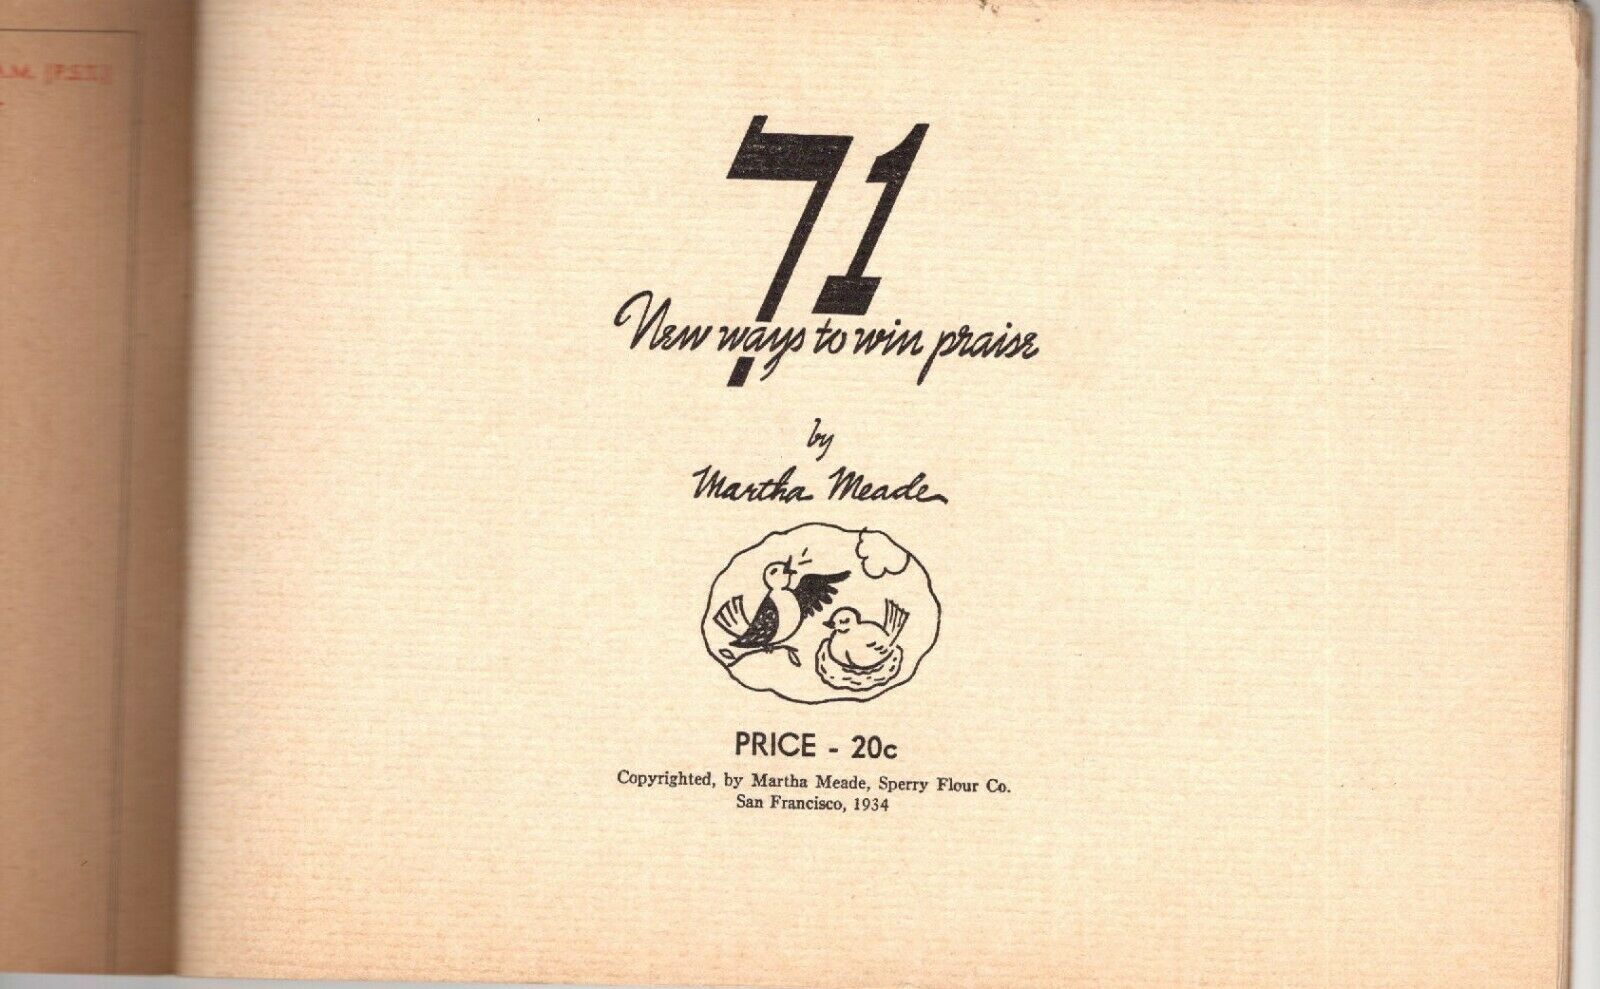 A.M. (P.S.T.)
71
New ways to win praise
by
Martha Meade
PRICE - 20c
Copyrighted, by Martha Meade, Sperry Flour Co.
San Francisco, 1934